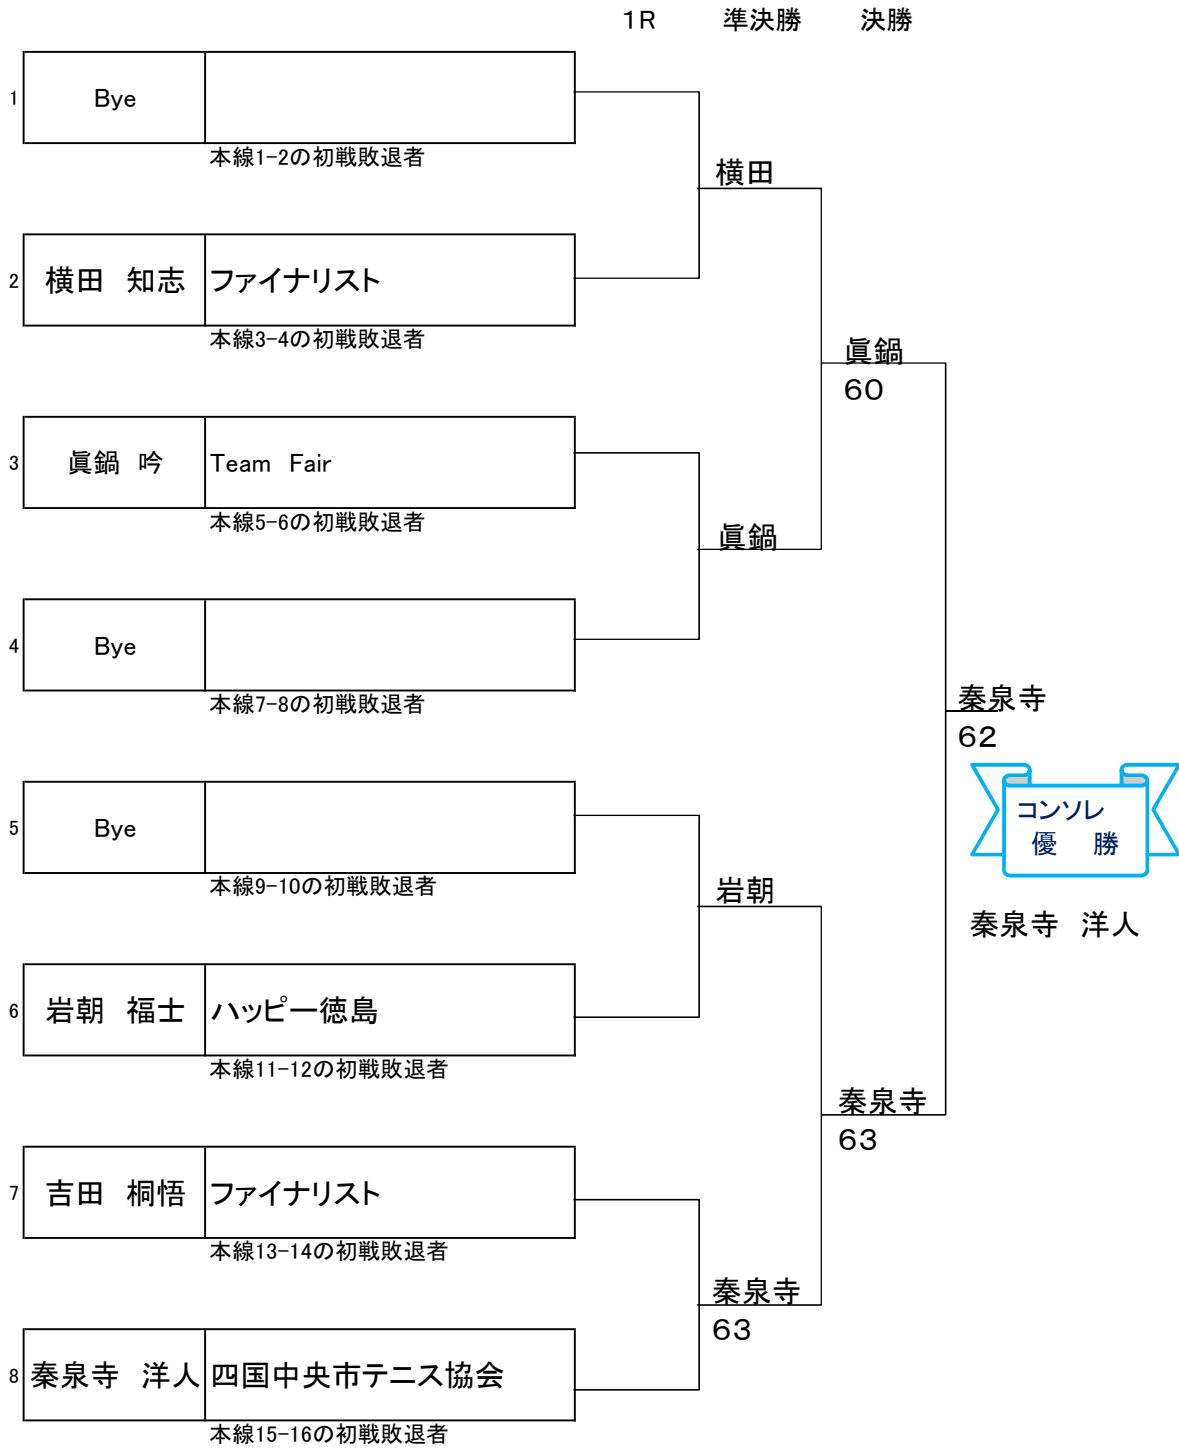 1R 準決勝 決勝
1 Bye
本線1-2の初戦敗退者
横田
2 横田 知志 ファイナリスト
本線3-4の初戦敗退者
眞鍋
60
3 眞鍋 吟 Team Fair
本線5-6の初戦敗退者
眞鍋
4 Bye
本線7-8の初戦敗退者
秦泉寺
62
コンソレ
優 勝
5 Bye
本線9-10の初戦敗退者
岩朝
秦泉寺 洋人
6 岩朝 福士 ハッピー徳島
本線11-12の初戦敗退者
秦泉寺
63
7 吉田 桐悟 ファイナリスト
本線13-14の初戦敗退者
秦泉寺
63
8 秦泉寺 洋人 四国中央市テニス協会
本線15-16の初戦敗退者